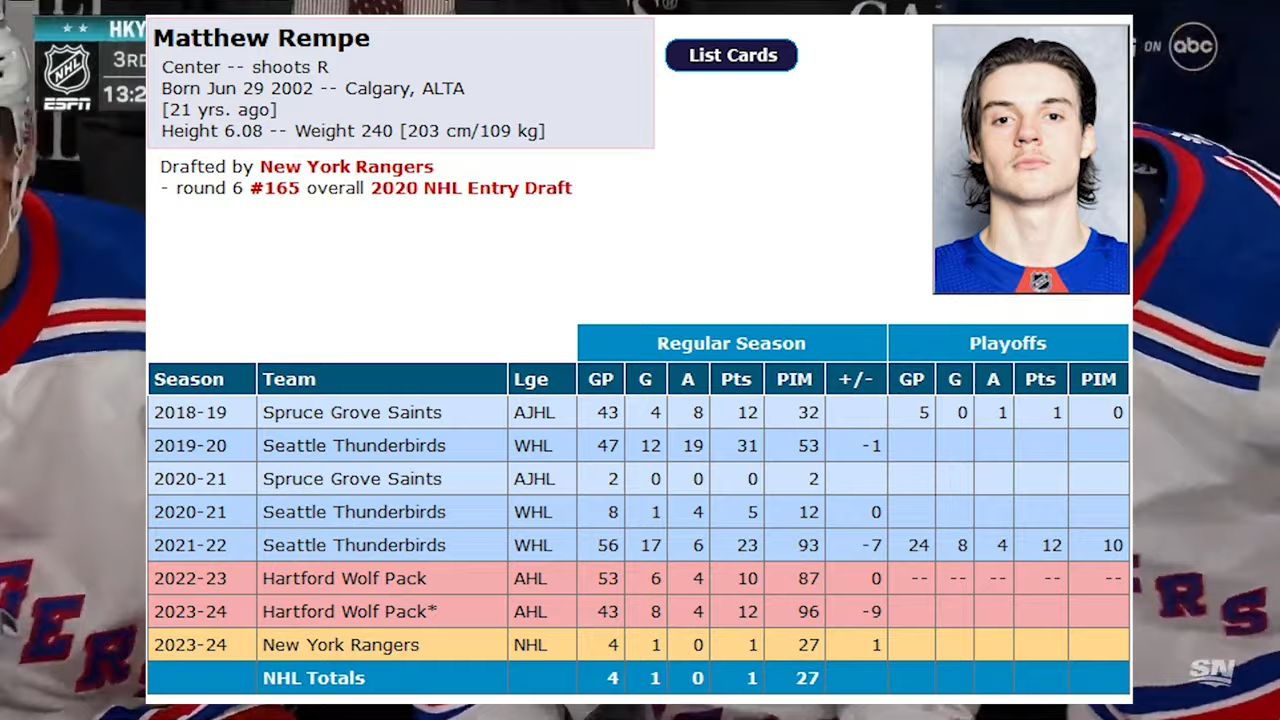 HKY
NHL
3RD
ESPN
13:2
ON abc
Matthew Rempe
Center -- shoots R
Born Jun 29 2002 -- Calgary, ALTA
[21 yrs. ago]
Height 6.08 -- Weight 240 [203 cm/109 kg]
List Cards
Drafted by New York Rangers
- round 6 #165 overall 2020 NHL Entry Draft
Regular Season Playoffs
Season Team Lge GP G A Pts PIM +/- GP G A Pts PIM
2018-19 Spruce Grove Saints AJHL 43 4 8 12 32 5 0 1 1 0
2019-20 Seattle Thunderbirds WHL 47 12 19 31 53 -1
2020-21 Spruce Grove Saints AJHL 2 0 0 0 2
2020-21 Seattle Thunderbirds WHL 8 1 4 5 12 0
2021-22 Seattle Thunderbirds WHL 56 17 6 23 93 -7 24 8 4 12 10
2022-23 Hartford Wolf Pack AHL 53 6 4 10 87 0 -- -- -- -- --
2023-24 Hartford Wolf Pack* AHL 43 8 4 12 96 -9
2023-24 New York Rangers NHL 4 1 0 1 27 1
NHL Totals 4 1 0 1 27
ERS
SN